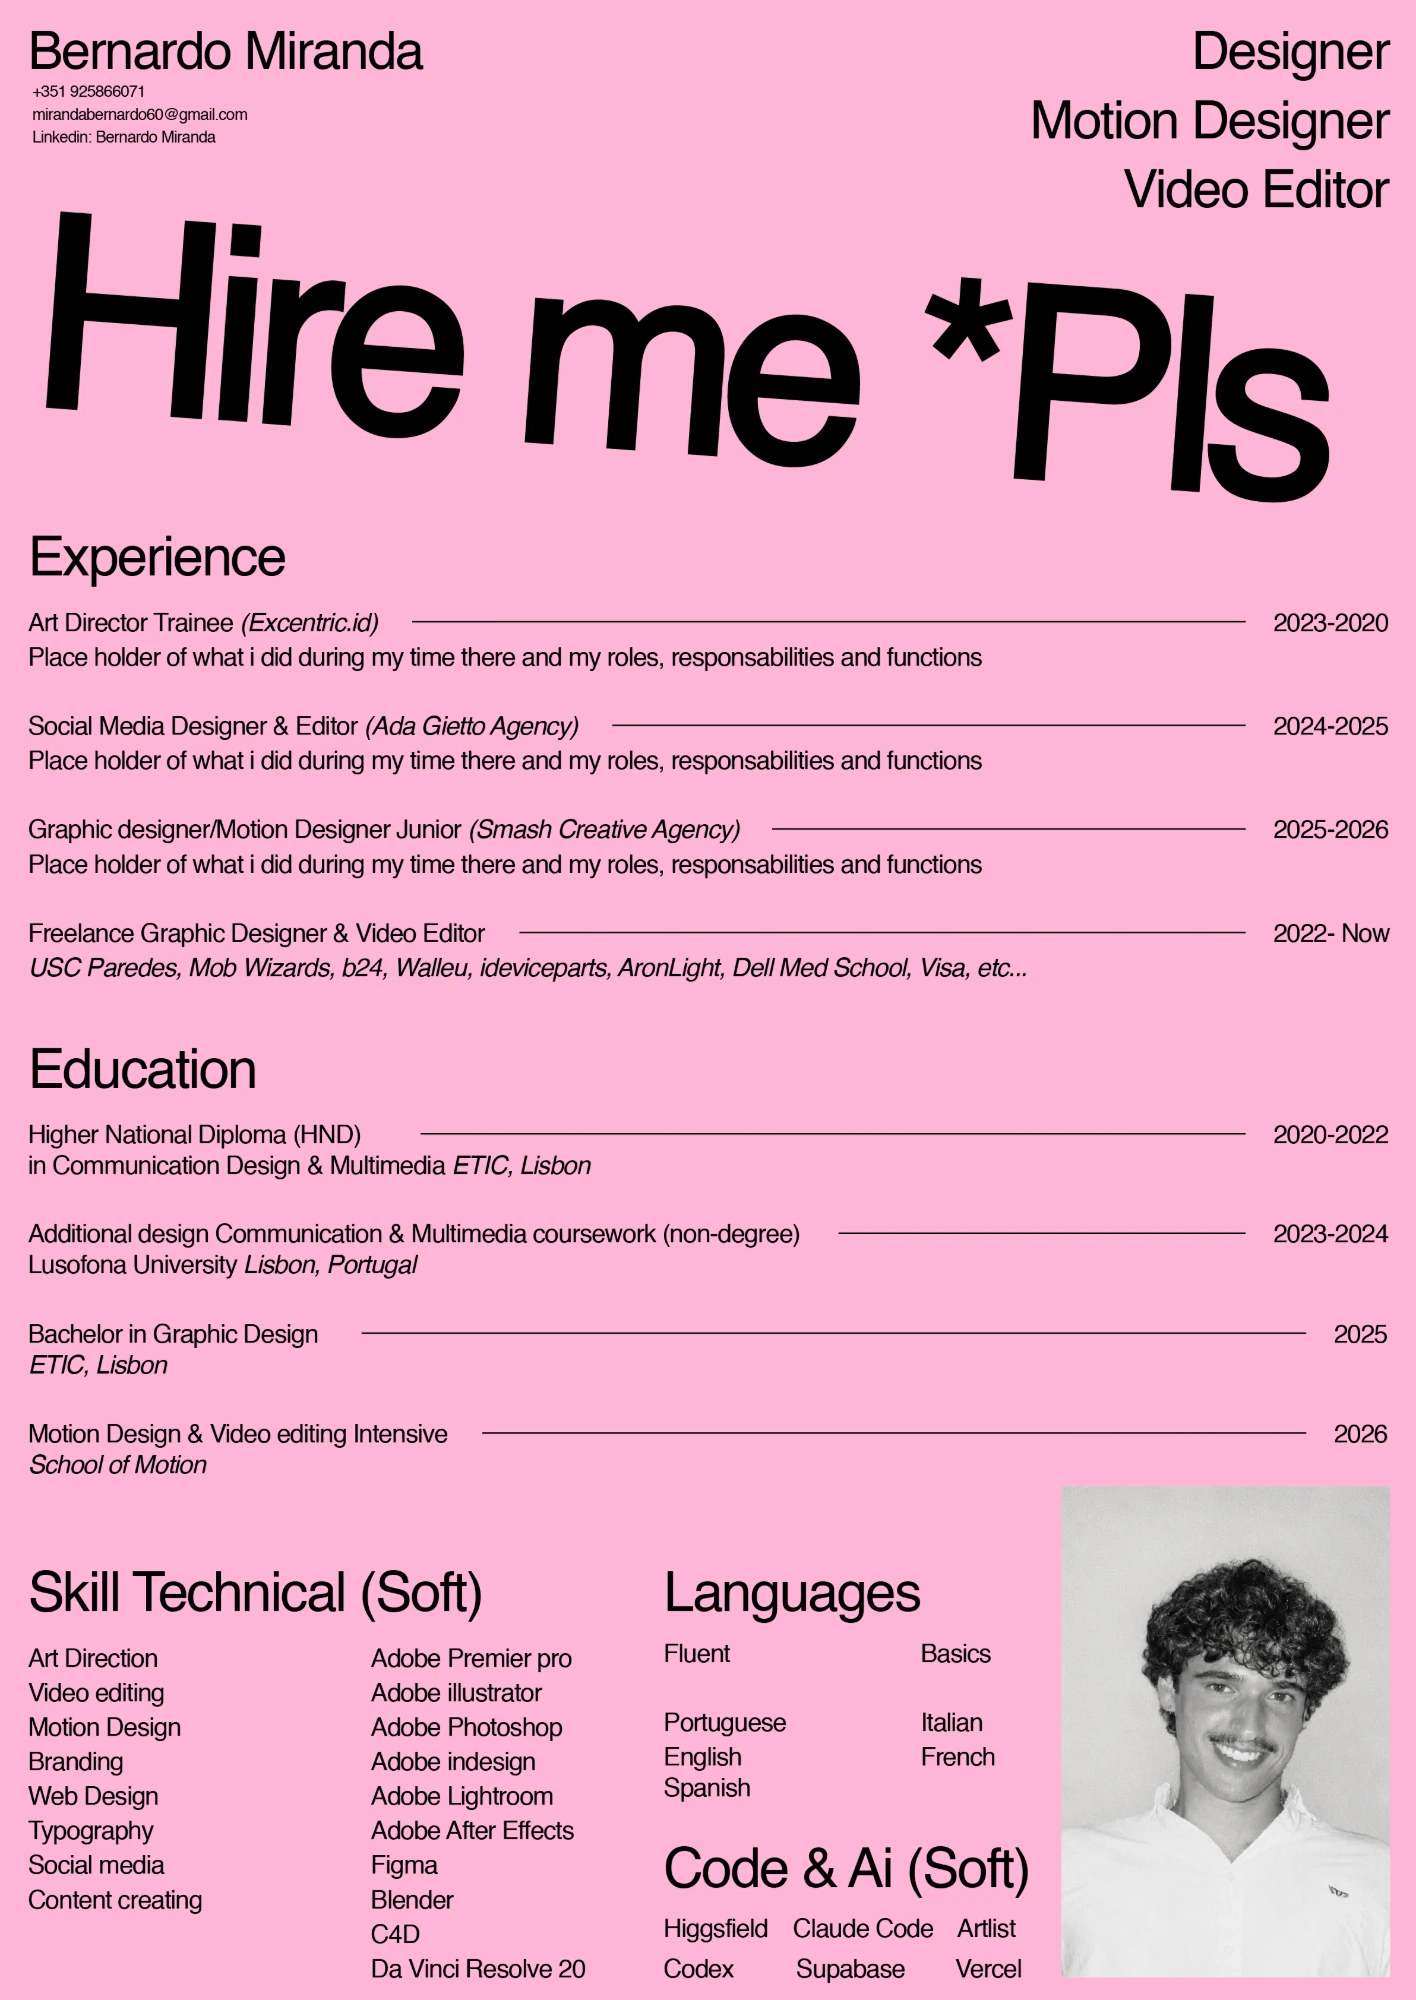 Bernardo Miranda
+351 925866071
mirandabernardo60@gmail.com
Linkedin: Bernardo Miranda
Designer
Motion Designer
Video Editor
Hire me *Pls
Experience
Art Director Trainee (Excentric.id) 2023-2020
Place holder of what i did during my time there and my roles, responsabilities and functions
Social Media Designer & Editor (Ada Gietto Agency) 2024-2025
Place holder of what i did during my time there and my roles, responsabilities and functions
Graphic designer/Motion Designer Junior (Smash Creative Agency) 2025-2026
Place holder of what i did during my time there and my roles, responsabilities and functions
Freelance Graphic Designer & Video Editor 2022- Now
USC Paredes, Mob Wizards, b24, Walleu, ideviceparts, AronLight, Dell Med School, Visa, etc...
Education
Higher National Diploma (HND) 2020-2022
in Communication Design & Multimedia ETIC, Lisbon
Additional design Communication & Multimedia coursework (non-degree) 2023-2024
Lusofona University Lisbon, Portugal
Bachelor in Graphic Design 2025
ETIC, Lisbon
Motion Design & Video editing Intensive 2026
School of Motion
Skill Technical (Soft)
Art Direction
Video editing
Motion Design
Branding
Web Design
Typography
Social media
Content creating
Adobe Premier pro
Adobe illustrator
Adobe Photoshop
Adobe indesign
Adobe Lightroom
Adobe After Effects
Figma
Blender
C4D
Da Vinci Resolve 20
Languages
Fluent
Portuguese
English
Spanish
Basics
Italian
French
Code & Ai (Soft)
Higgsfield Claude Code Artlist
Codex Supabase Vercel